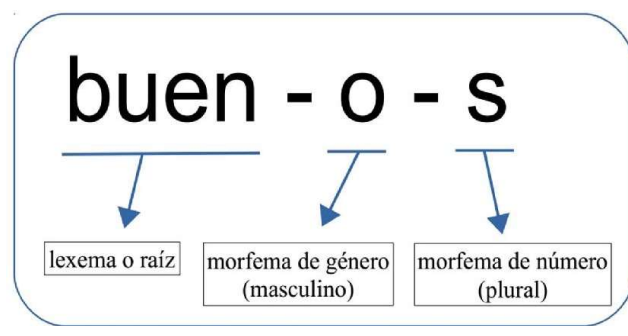 buen - o - s
lexema o raíz
morfema de género
(masculino)
morfema de número
(plural)